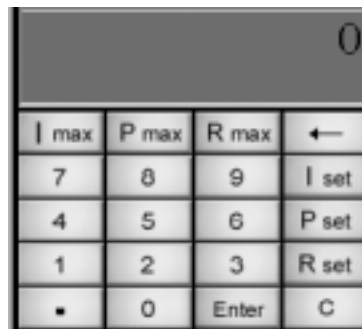 0
I max P max R max ←
7 8 9 I set
4 5 6 P set
1 2 3 R set
. 0 Enter C